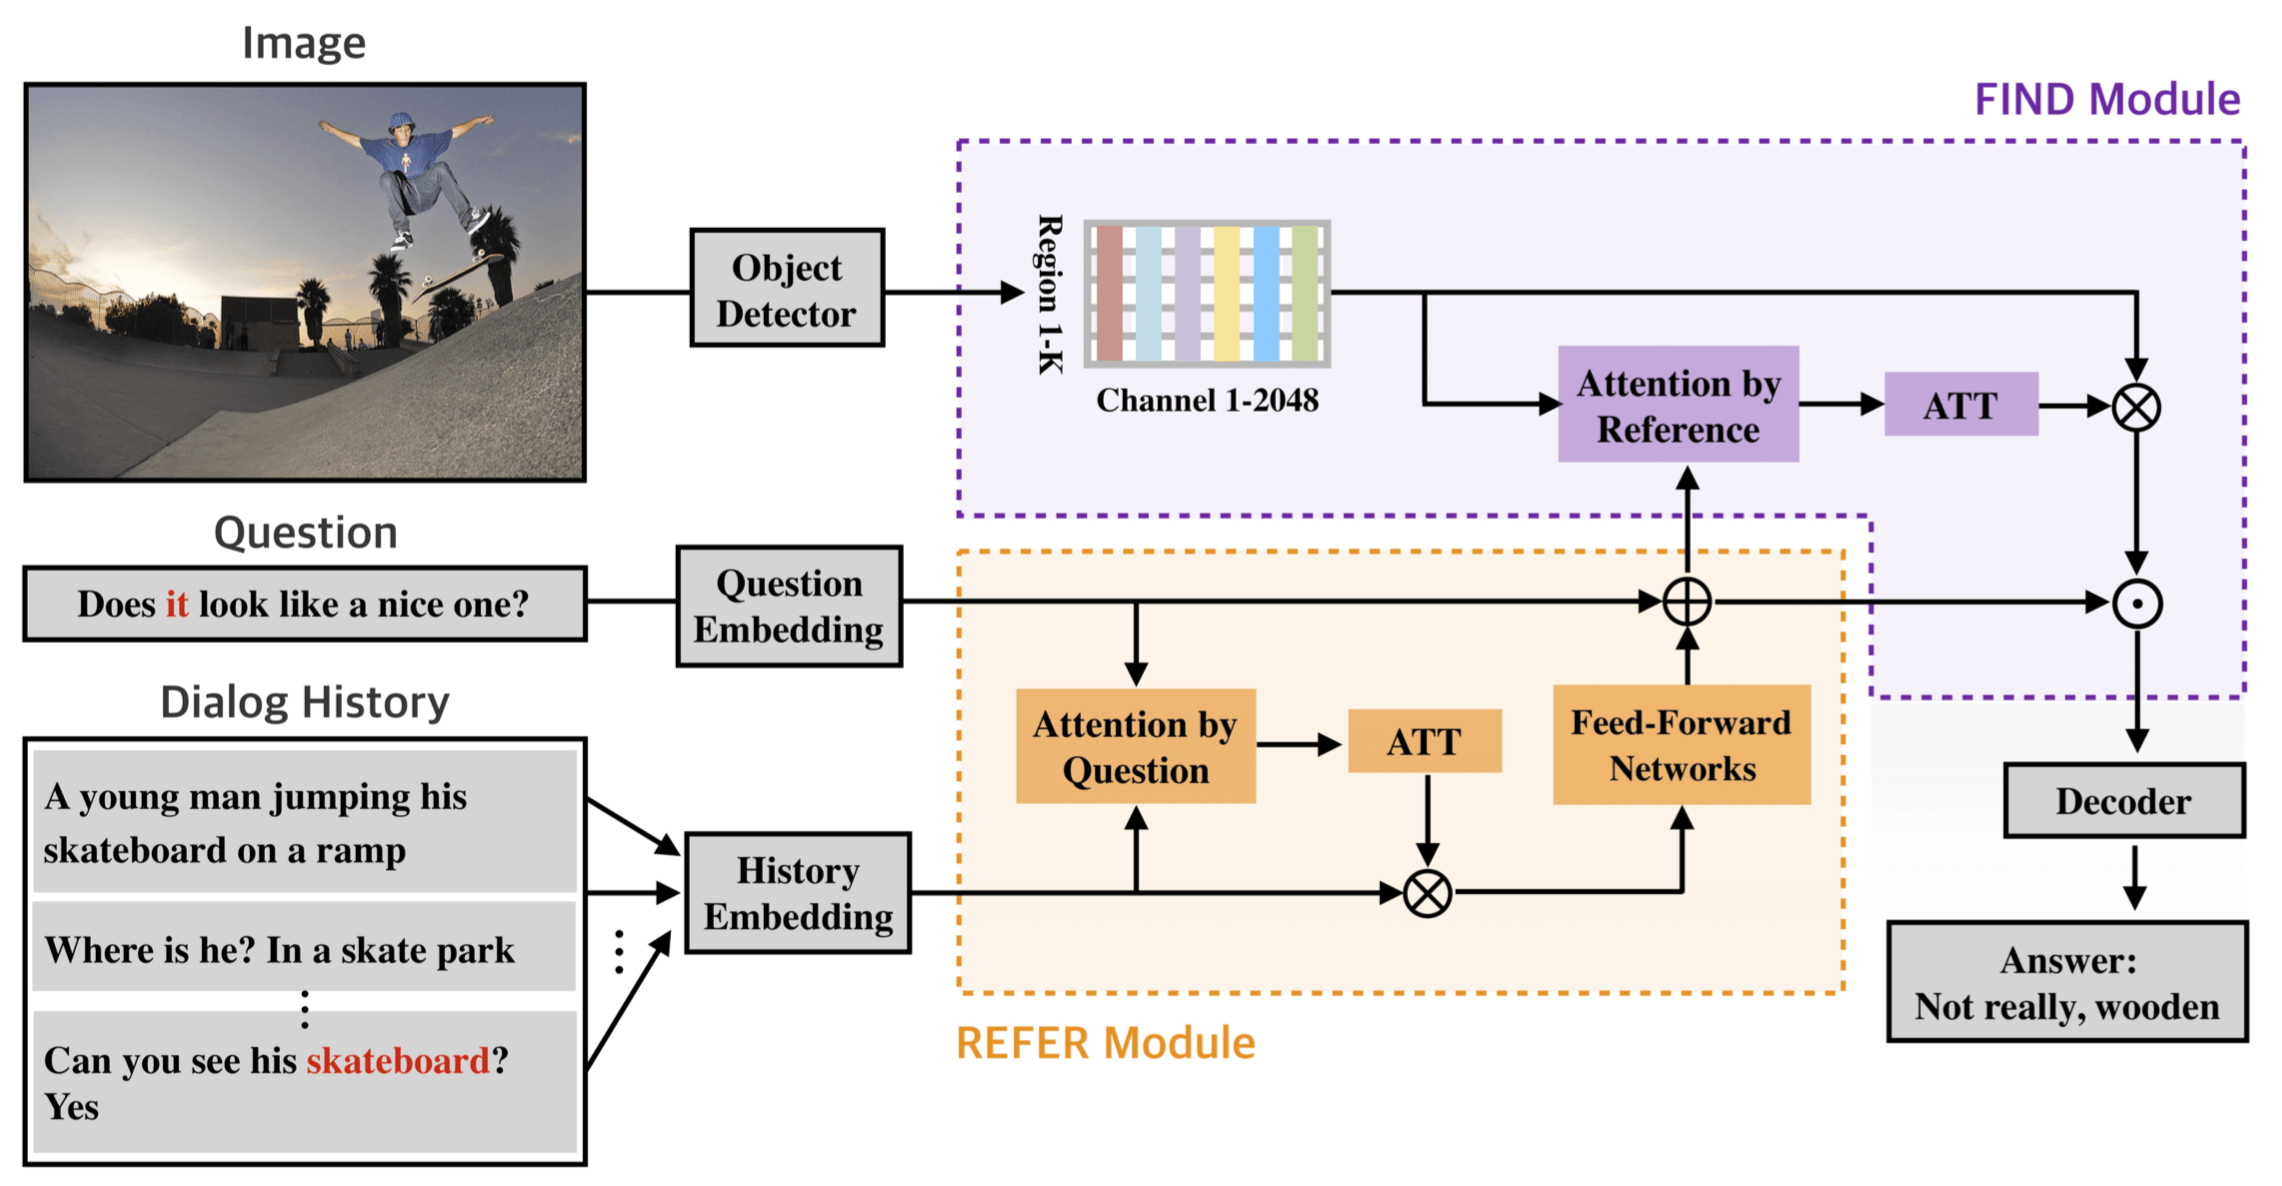 Image
FIND Module
Object
Detector
Region 1-K
Channel 1-2048
Attention by
Reference
ATT
Question
Does it look like a nice one?
Question
Embedding
Dialog History
A young man jumping his
skateboard on a ramp
Where is he? In a skate park
Can you see his skateboard?
Yes
History
Embedding
Attention by
Question
ATT
Feed-Forward
Networks
REFER Module
Decoder
Answer:
Not really, wooden